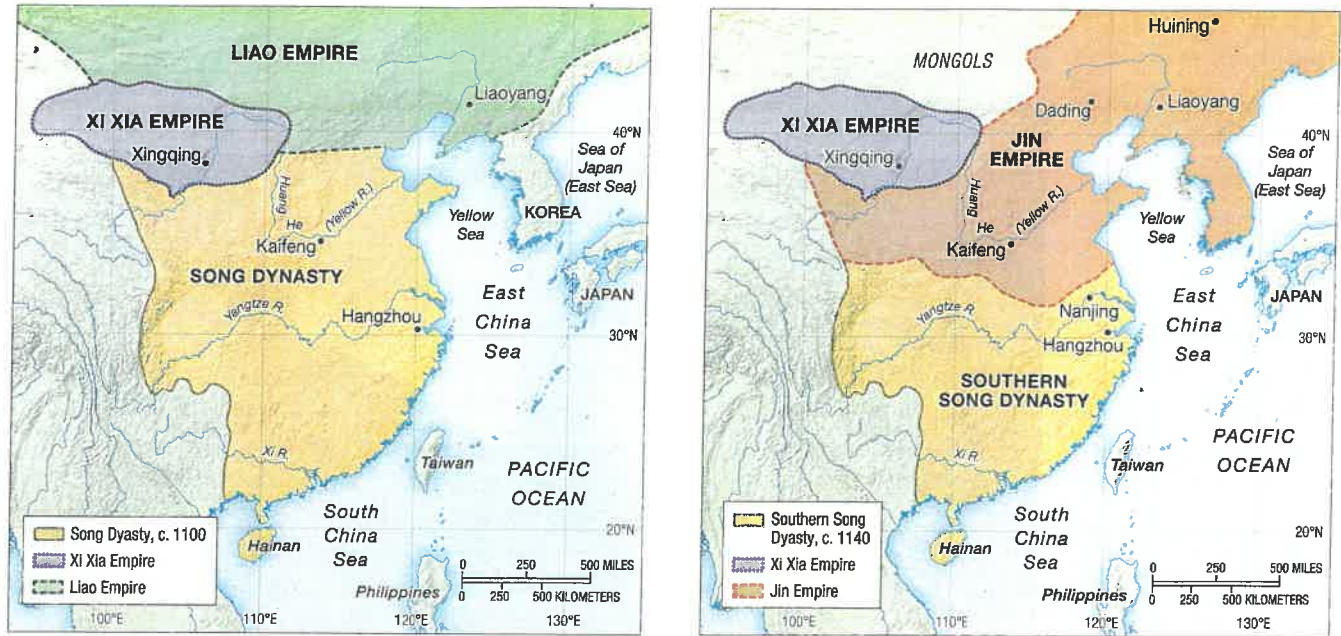 LIAO EMPIRE
Liaoyang
XI XIA EMPIRE
Xingqing
40°N
Sea of
Japan
(East Sea)
Huang
He
(Yellow R.)
KOREA
Yellow
Sea
Kaifeng
SONG DYNASTY
JAPAN
Yangtze R.
Hangzhou
East
China
Sea
30°N
Xi R.
Taiwan
PACIFIC
OCEAN
South
China
Sea
20°N
Hainan
Philippines
Song Dyasty, c. 1100
Xi Xia Empire
Liao Empire
0 250 500 MILES
0 250 500 KILOMETERS
100°E
110°E
120°E
130°E
Huining
MONGOLS
Dading
Liaoyang
XI XIA EMPIRE
Xingqing
JIN
EMPIRE
40°N
Sea of
Japan
(East Sea)
Huang
He
(Yellow R.)
Kaifeng
Yellow
Sea
JAPAN
Nanjing
Yangtze R.
Hangzhou
East
China
Sea
30°N
SOUTHERN
SONG DYNASTY
Xi R.
Taiwan
PACIFIC
OCEAN
South
China
Sea
20°N
Hainan
Philippines
Southern Song
Dyasty, c. 1140
Xi Xia Empire
Jin Empire
0 250 500 MILES
0 250 500 KILOMETERS
100°E
110°E
120°E
130°E